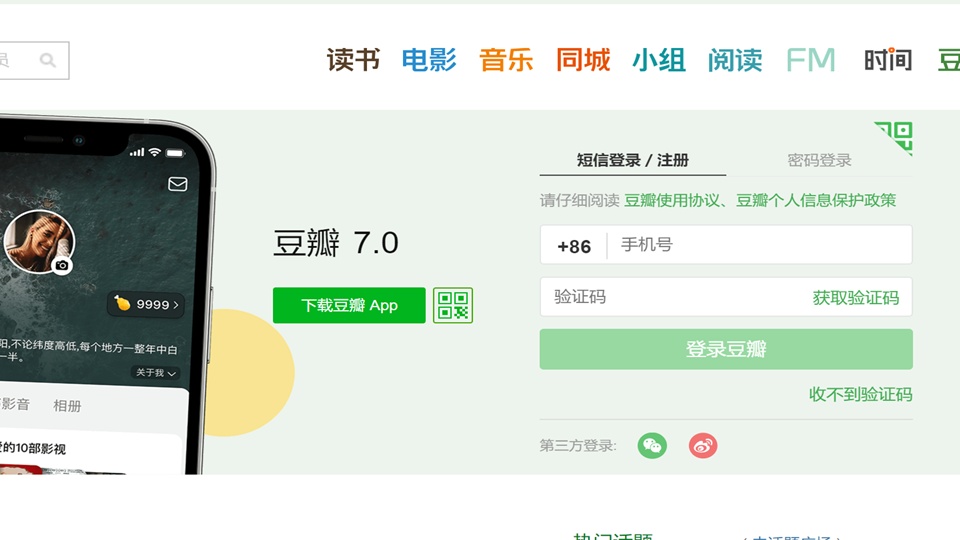 员
读书 电影 音乐 同城 小组 阅读 FM 时间 豆
9999
阳,不论纬度高低,每个地方一整年中白
一半。
关于我
影音 相册
的10部影视
豆瓣 7.0
下载豆瓣 App
短信登录 / 注册 密码登录
请仔细阅读 豆瓣使用协议、豆瓣个人信息保护政策
+86 手机号
验证码 获取验证码
登录豆瓣
收不到验证码
第三方登录:
热门话题